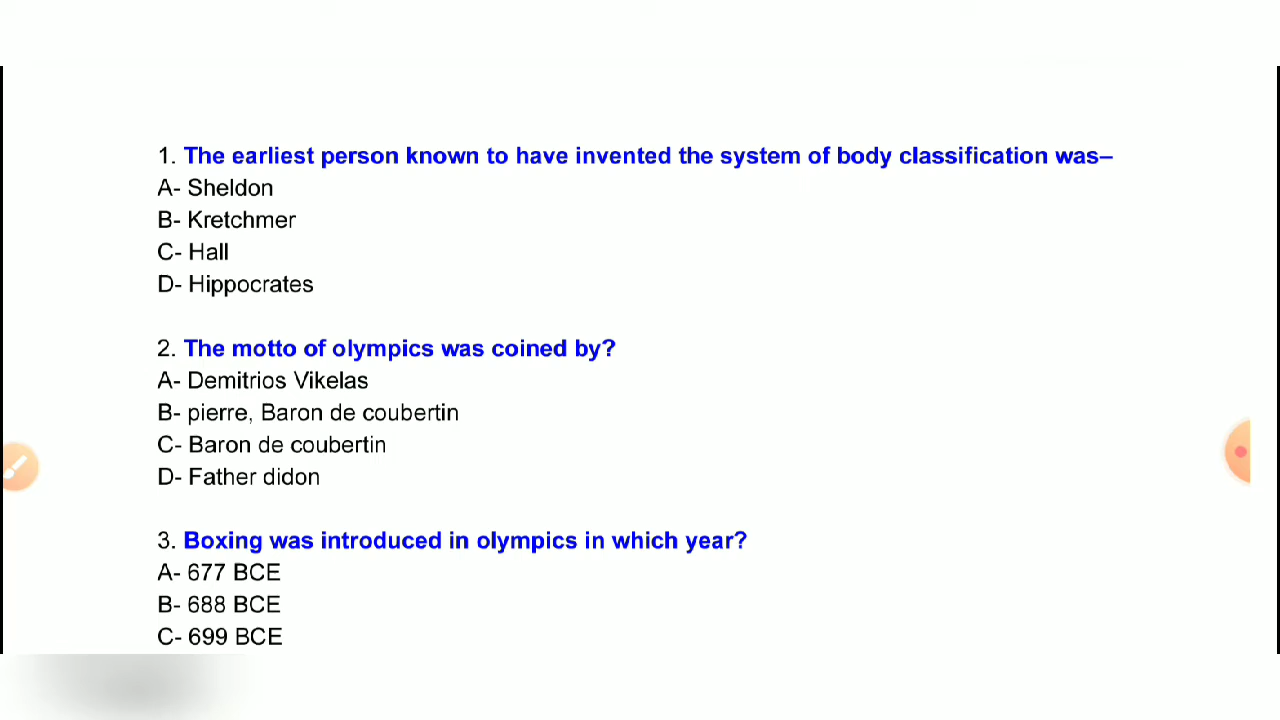 1. The earliest person known to have invented the system of body classification was–
A- Sheldon
B- Kretchmer
C- Hall
D- Hippocrates
2. The motto of olympics was coined by?
A- Demitrios Vikelas
B- pierre, Baron de coubertin
C- Baron de coubertin
D- Father didon
3. Boxing was introduced in olympics in which year?
A- 677 BCE
B- 688 BCE
C- 699 BCE